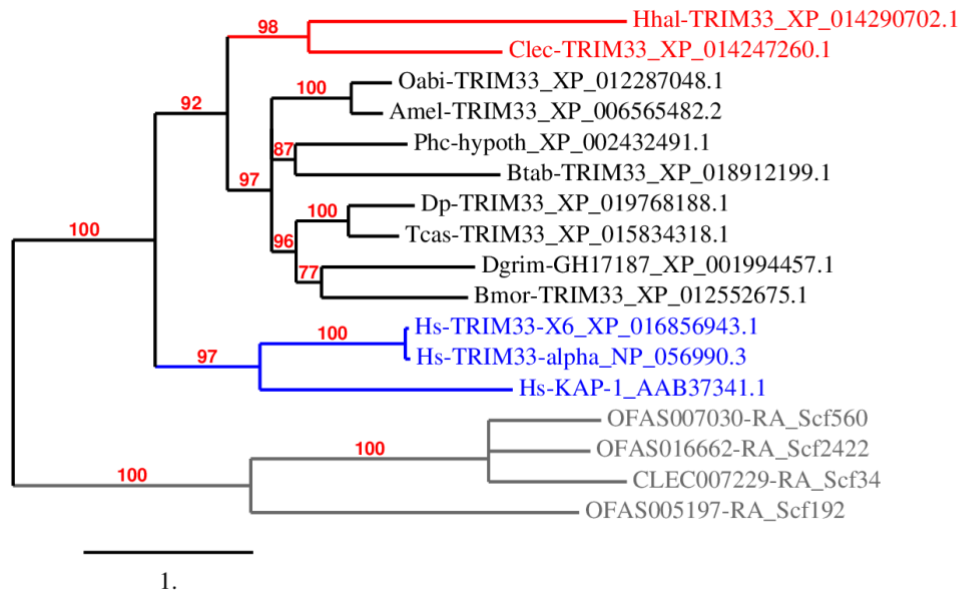 98
Hhal-TRIM33_XP_014290702.1
Clec-TRIM33_XP_014247260.1
92
100
Oabi-TRIM33_XP_012287048.1
Amel-TRIM33_XP_006565482.2
87
Phc-hypoth_XP_002432491.1
97
Btab-TRIM33_XP_018912199.1
100
Dp-TRIM33_XP_019768188.1
100
96
Tcas-TRIM33_XP_015834318.1
77
Dgrim-GH17187_XP_001994457.1
Bmor-TRIM33_XP_012552675.1
100
Hs-TRIM33-X6_XP_016856943.1
97
Hs-TRIM33-alpha_NP_056990.3
Hs-KAP-1_AAB37341.1
OFAS007030-RA_Scf560
100
OFAS016662-RA_Scf2422
100
CLEC007229-RA_Scf34
OFAS005197-RA_Scf192
1.